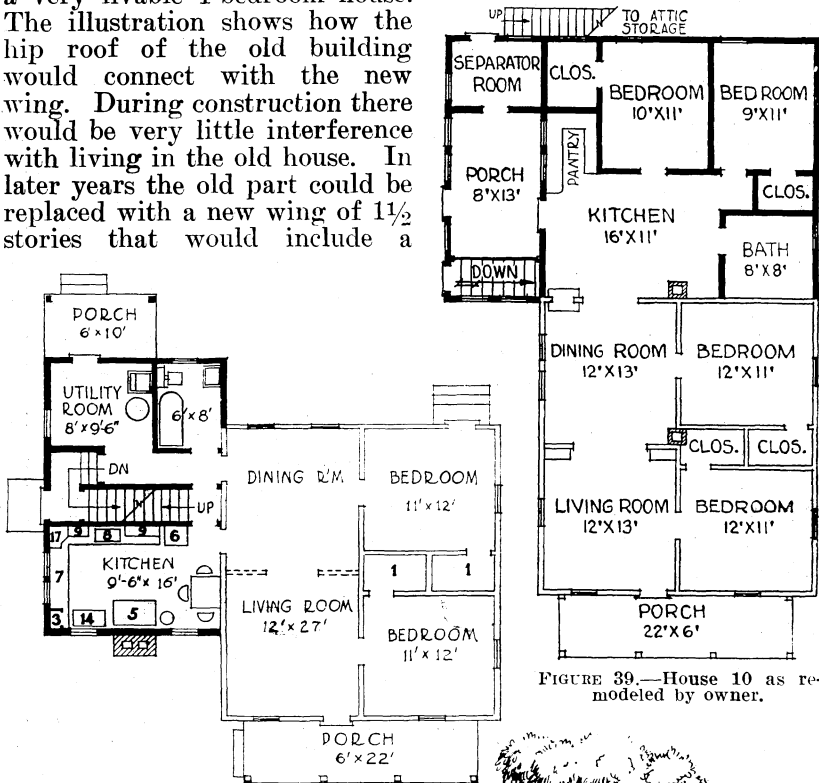 a very livable 4-bedroom house.
The illustration shows how the
hip roof of the old building
would connect with the new
wing. During construction there
would be very little interference
with living in the old house. In
later years the old part could be
replaced with a new wing of 1½
stories that would include a
UP
TO ATTIC
STORAGE
SEPARATOR
ROOM
CLOS.
BEDROOM
10'X11'
BED ROOM
9'X11'
PORCH
8'X13'
PANTRY
CLOS.
KITCHEN
16'X11'
BATH
8'X8'
DOWN
DINING ROOM
12'X13'
BEDROOM
12'X11'
CLOS.
CLOS.
LIVING ROOM
12'X13'
BEDROOM
12'X11'
PORCH
22'X6'
FIGURE 39.—House 10 as re-
modeled by owner.
PORCH
6'x10'
UTILITY
ROOM
8'x9'-6"
6'x8'
DN
UP
DINING R'M
BEDROOM
11'x12'
17
9
8
9
6
7
KITCHEN
9'-6"x16'
3
14
5
1
1
LIVING ROOM
12'x27'
BEDROOM
11'x12'
PORCH
6'x22'